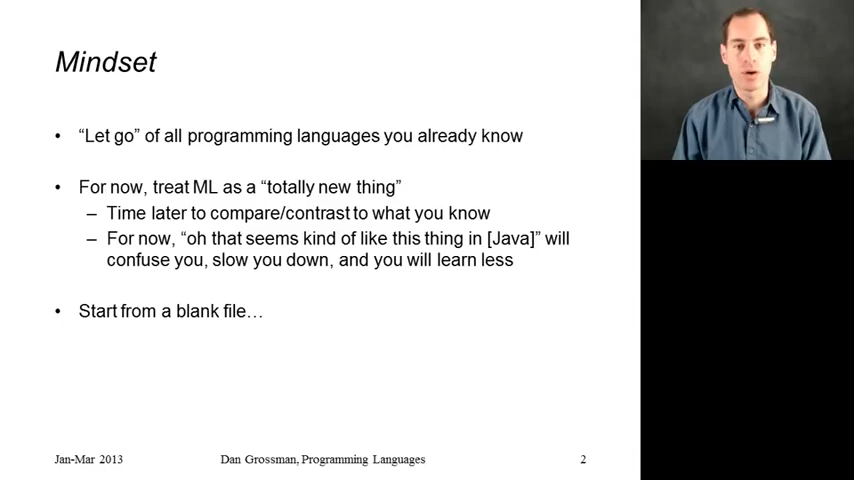 Mindset
• “Let go” of all programming languages you already know
• For now, treat ML as a “totally new thing”
– Time later to compare/contrast to what you know
– For now, “oh that seems kind of like this thing in [Java]” will
confuse you, slow you down, and you will learn less
• Start from a blank file…
Jan-Mar 2013 Dan Grossman, Programming Languages 2